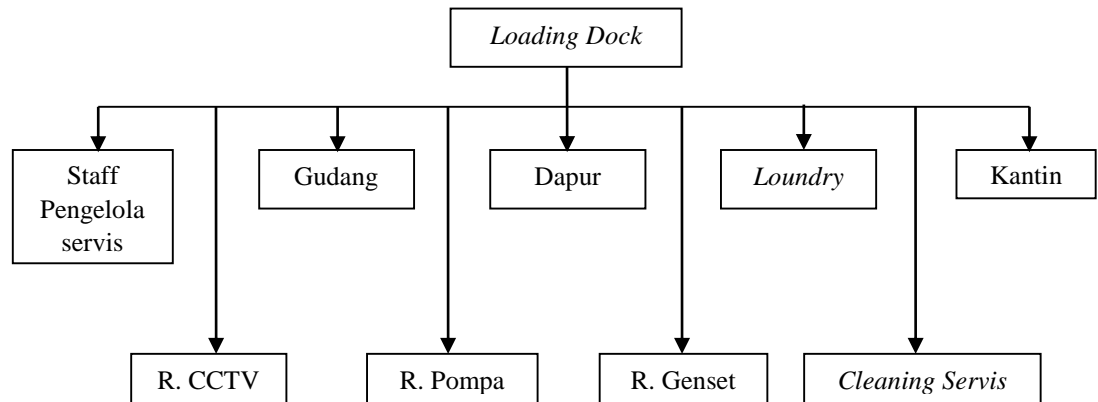 Loading Dock
Staff
Pengelola
servis
Gudang
Dapur
Loundry
Kantin
R. CCTV
R. Pompa
R. Genset
Cleaning Servis